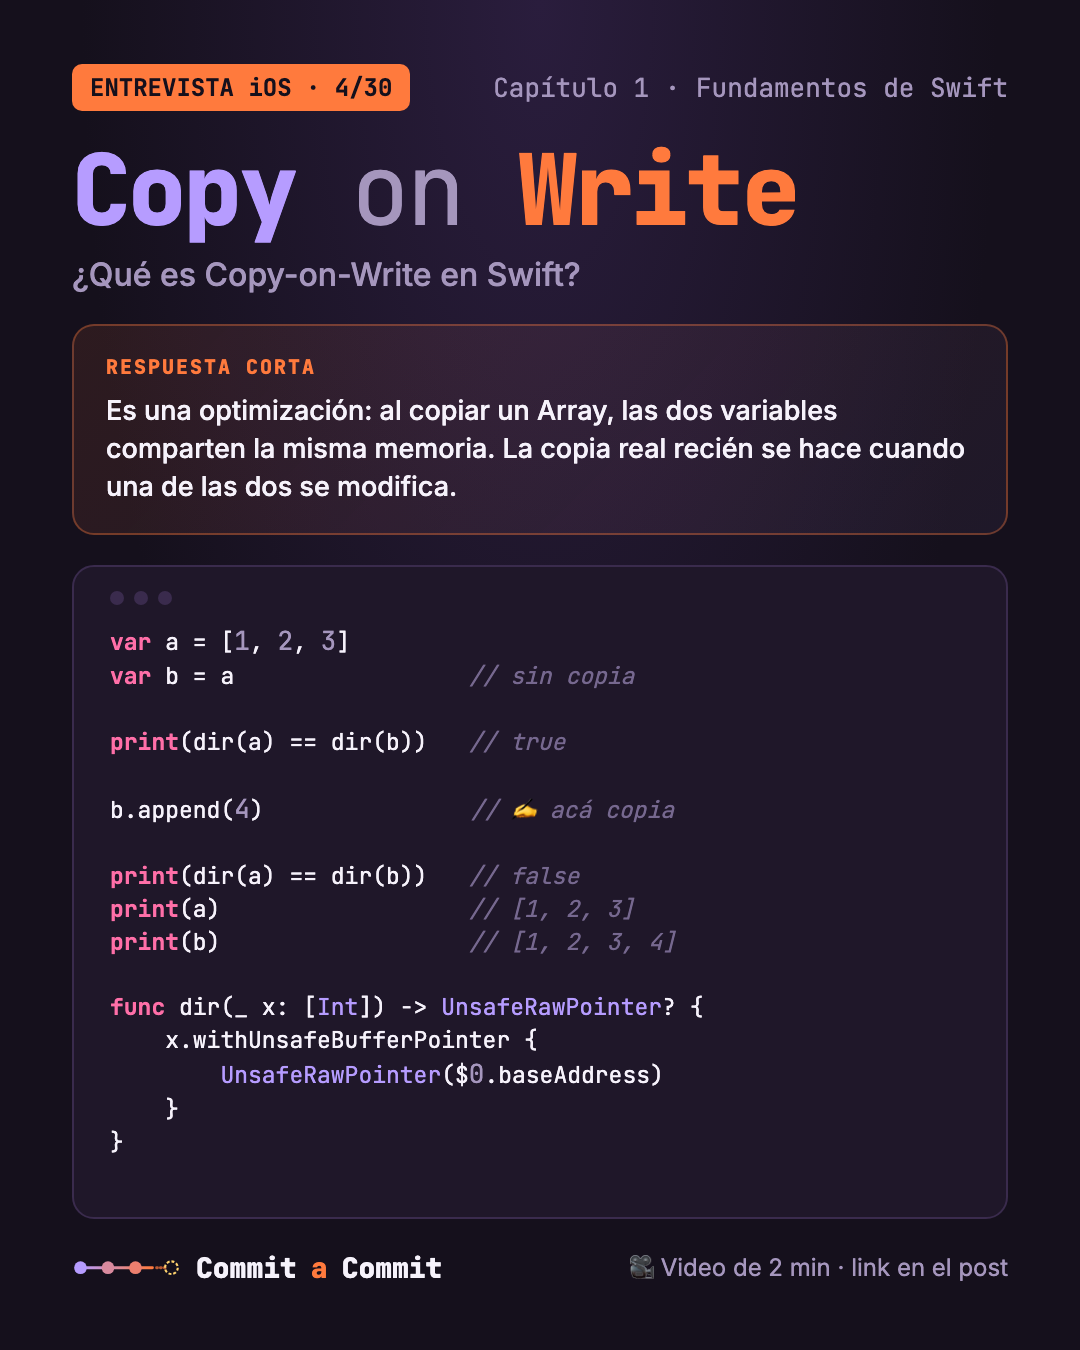 ENTREVISTA iOS · 4/30
Capítulo 1 · Fundamentos de Swift
Copy on Write
¿Qué es Copy-on-Write en Swift?
RESPUESTA CORTA
Es una optimización: al copiar un Array, las dos variables
comparten la misma memoria. La copia real recién se hace cuando
una de las dos se modifica.
var a = [1, 2, 3]
var b = a // sin copia
print(dir(a) == dir(b)) // true
b.append(4) // ✍️ acá copia
print(dir(a) == dir(b)) // false
print(a) // [1, 2, 3]
print(b) // [1, 2, 3, 4]
func dir(_ x: [Int]) -> UnsafeRawPointer? {
    x.withUnsafeBufferPointer {
        UnsafeRawPointer($0.baseAddress)
    }
}
Commit a Commit
🎥 Video de 2 min · link en el post